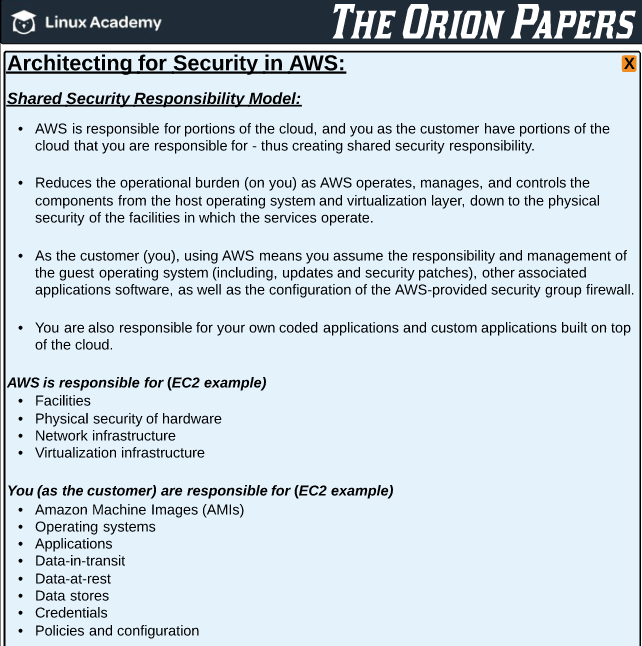 Linux Academy
THE ORION PAPERS
Architecting for Security in AWS:
X
Shared Security Responsibility Model:
• AWS is responsible for portions of the cloud, and you as the customer have portions of the
cloud that you are responsible for - thus creating shared security responsibility.
• Reduces the operational burden (on you) as AWS operates, manages, and controls the
components from the host operating system and virtualization layer, down to the physical
security of the facilities in which the services operate.
• As the customer (you), using AWS means you assume the responsibility and management of
the guest operating system (including, updates and security patches), other associated
applications software, as well as the configuration of the AWS-provided security group firewall.
• You are also responsible for your own coded applications and custom applications built on top
of the cloud.
AWS is responsible for (EC2 example)
• Facilities
• Physical security of hardware
• Network infrastructure
• Virtualization infrastructure
You (as the customer) are responsible for (EC2 example)
• Amazon Machine Images (AMIs)
• Operating systems
• Applications
• Data-in-transit
• Data-at-rest
• Data stores
• Credentials
• Policies and configuration